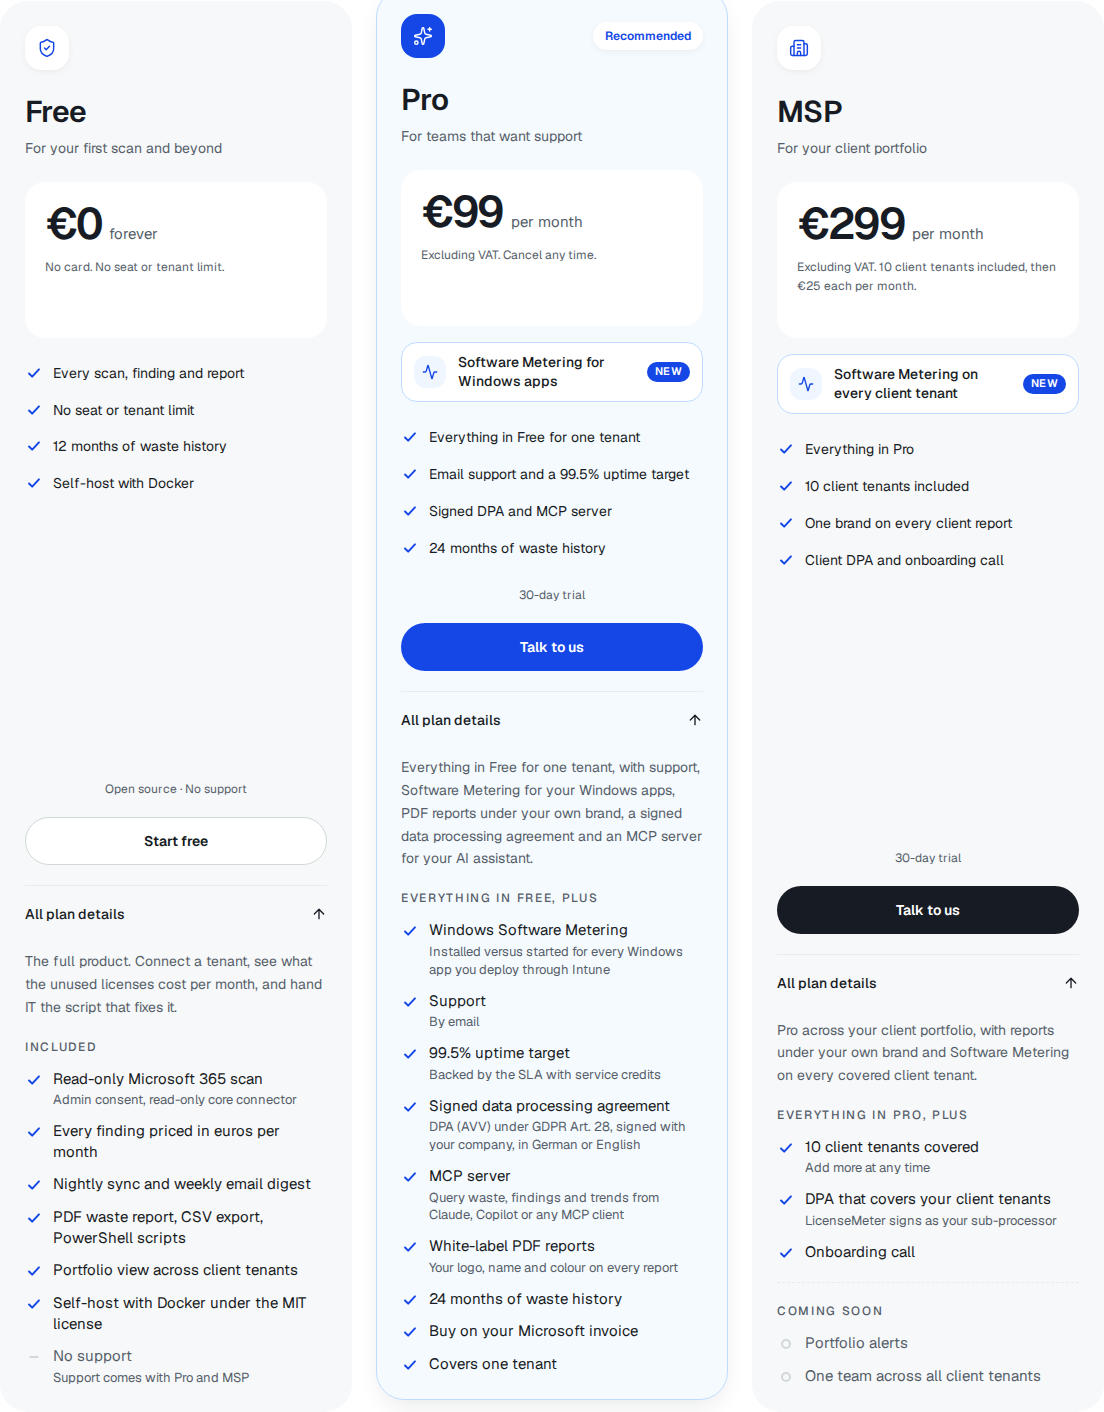 Free
For your first scan and beyond
€0 forever
No card. No seat or tenant limit.
Every scan, finding and report
No seat or tenant limit
12 months of waste history
Self-host with Docker
Open source · No support
Start free
All plan details
The full product. Connect a tenant, see what
the unused licenses cost per month, and hand
IT the script that fixes it.
INCLUDED
Read-only Microsoft 365 scan
Admin consent, read-only core connector
Every finding priced in euros per
month
Nightly sync and weekly email digest
PDF waste report, CSV export,
PowerShell scripts
Portfolio view across client tenants
Self-host with Docker under the MIT
license
No support
Support comes with Pro and MSP
Recommended
Pro
For teams that want support
€99 per month
Excluding VAT. Cancel any time.
Software Metering for
Windows apps
NEW
Everything in Free for one tenant
Email support and a 99.5% uptime target
Signed DPA and MCP server
24 months of waste history
30-day trial
Talk to us
All plan details
Everything in Free for one tenant, with support,
Software Metering for your Windows apps,
PDF reports under your own brand, a signed
data processing agreement and an MCP server
for your AI assistant.
EVERYTHING IN FREE, PLUS
Windows Software Metering
Installed versus started for every Windows
app you deploy through Intune
Support
By email
99.5% uptime target
Backed by the SLA with service credits
Signed data processing agreement
DPA (AVV) under GDPR Art. 28, signed with
your company, in German or English
MCP server
Query waste, findings and trends from
Claude, Copilot or any MCP client
White-label PDF reports
Your logo, name and colour on every report
24 months of waste history
Buy on your Microsoft invoice
Covers one tenant
MSP
For your client portfolio
€299 per month
Excluding VAT. 10 client tenants included, then
€25 each per month.
Software Metering on
every client tenant
NEW
Everything in Pro
10 client tenants included
One brand on every client report
Client DPA and onboarding call
30-day trial
Talk to us
All plan details
Pro across your client portfolio, with reports
under your own brand and Software Metering
on every covered client tenant.
EVERYTHING IN PRO, PLUS
10 client tenants covered
Add more at any time
DPA that covers your client tenants
LicenseMeter signs as your sub-processor
Onboarding call
COMING SOON
Portfolio alerts
One team across all client tenants